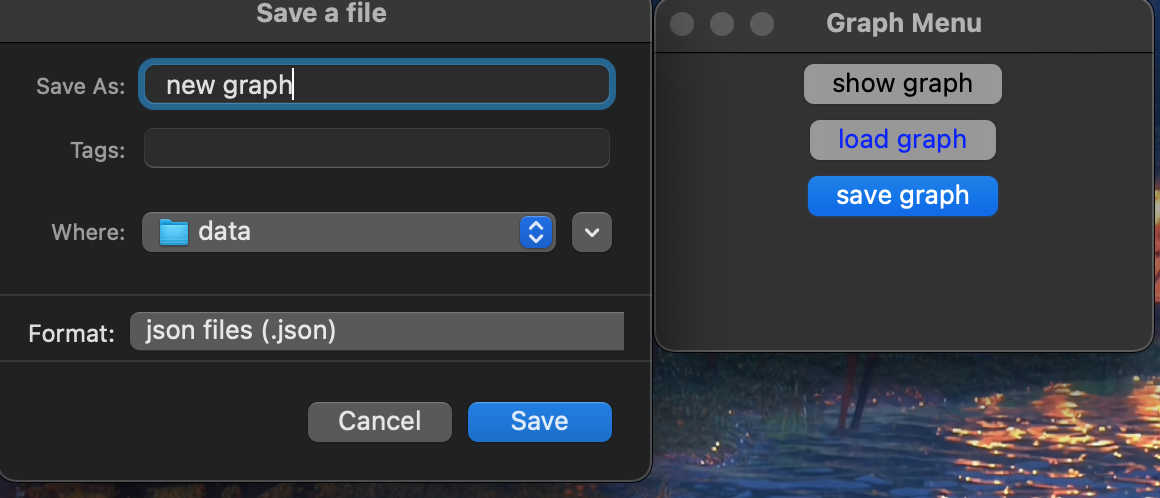 Save a file
Save As: new graph
Tags:
Where: data
Format: json files (.json)
Cancel Save
Graph Menu
show graph
load graph
save graph